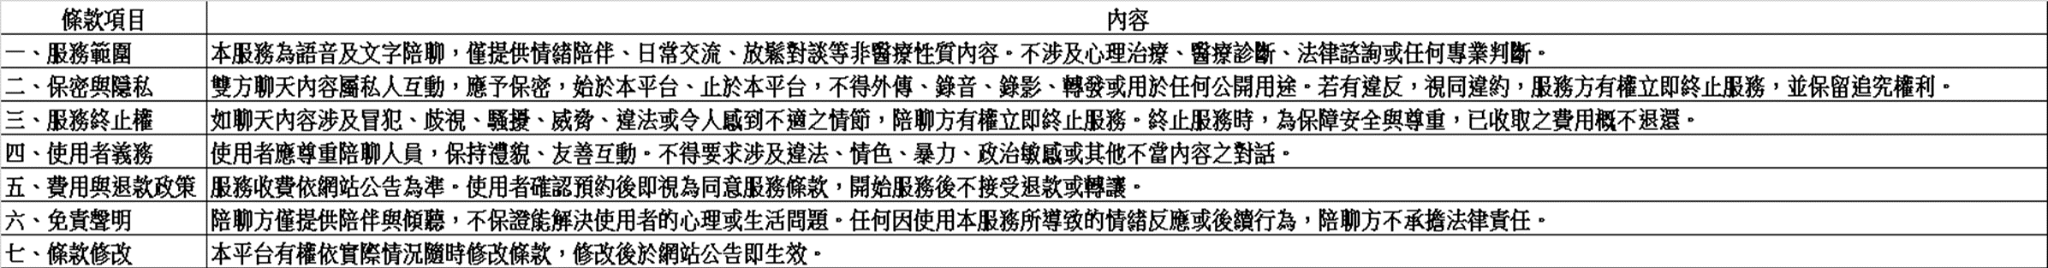 條款項目 內容
一、服務範圍 本服務為語音及文字陪聊，僅提供情緒陪伴、日常交流、放鬆對談等非醫療性質內容。不涉及心理治療、醫療診斷、法律諮詢或任何專業判斷。
二、保密與隱私 雙方聊天內容屬私人互動，應予保密，始於本平台、止於本平台，不得外傳、錄音、錄影、轉發或用於任何公開用途。若有違反，視同違約，服務方有權立即終止服務，並保留追究權利。
三、服務終止權 如聊天內容涉及冒犯、歧視、騷擾、威脅、違法或令人感到不適之情節，陪聊方有權立即終止服務。終止服務時，為保障安全與尊重，已收取之費用概不退還。
四、使用者義務 使用者應尊重陪聊人員，保持禮貌、友善互動。不得要求涉及違法、情色、暴力、政治敏感或其他不當內容之對話。
五、費用與退款政策 服務收費依網站公告為準。使用者確認預約後即視為同意服務條款，開始服務後不接受退款或轉讓。
六、免責聲明 陪聊方僅提供陪伴與傾聽，不保證能解決使用者的心理或生活問題。任何因使用本服務所導致的情緒反應或後續行為，陪聊方不承擔法律責任。
七、條款修改 本平台有權依實際情況隨時修改條款，修改後於網站公告即生效。